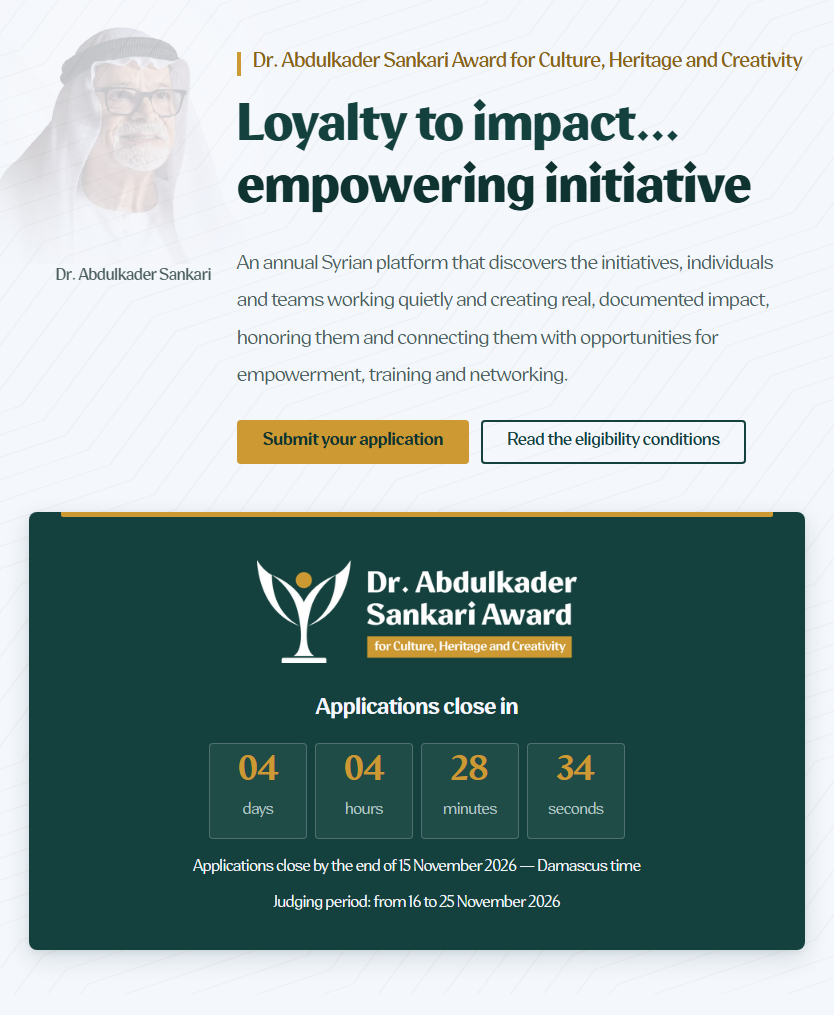 Dr. Abdulkader Sankari Award for Culture, Heritage and Creativity
Loyalty to impact...
empowering initiative
Dr. Abdulkader Sankari
An annual Syrian platform that discovers the initiatives, individuals
and teams working quietly and creating real, documented impact,
honoring them and connecting them with opportunities for
empowerment, training and networking.
Submit your application
Read the eligibility conditions
Dr. Abdulkader
Sankari Award
for Culture, Heritage and Creativity
Applications close in
04 04 28 34
days hours minutes seconds
Applications close by the end of 15 November 2026 — Damascus time
Judging period: from 16 to 25 November 2026